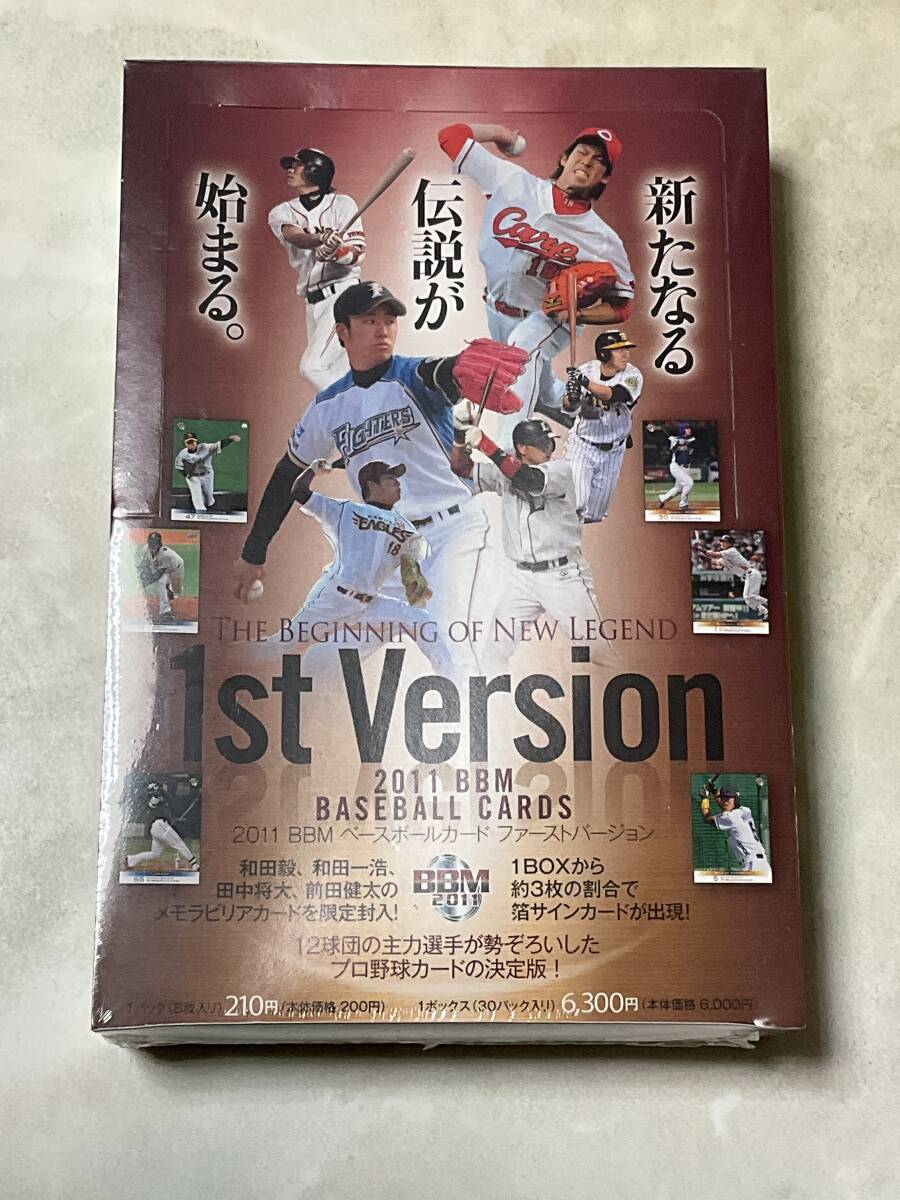 新たなる
伝説が
始まる。
Carp
18
FIGHTERS
EAGLES
18
THE BEGINNING OF NEW LEGEND
1st Version
2011 BBM
BASEBALL CARDS
2011 BBM ベースボールカード ファーストバージョン
和田毅、和田一浩、
田中将大、前田健太の
メモラビリアカードを限定封入!
BBM
2011
1BOXから
約3枚の割合で
箔サインカードが出現!
12球団の主力選手が勢ぞろいした
プロ野球カードの決定版!
1パック(8枚入り) 210円(本体価格 200円)
1ボックス(30パック入り) 6,300円(本体価格 6,000円)
47
30
1
68
5